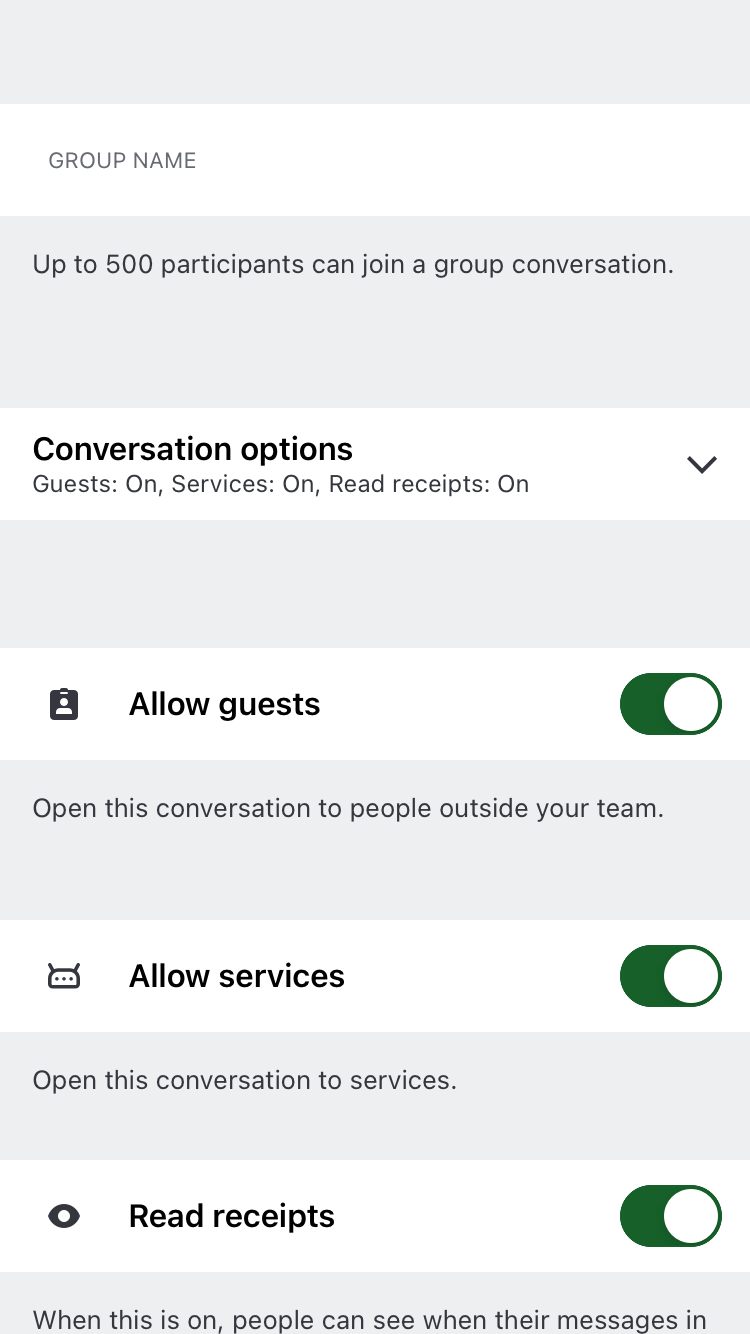 GROUP NAME
Up to 500 participants can join a group conversation.
Conversation options
Guests: On, Services: On, Read receipts: On
Allow guests
Open this conversation to people outside your team.
Allow services
Open this conversation to services.
Read receipts
When this is on, people can see when their messages in